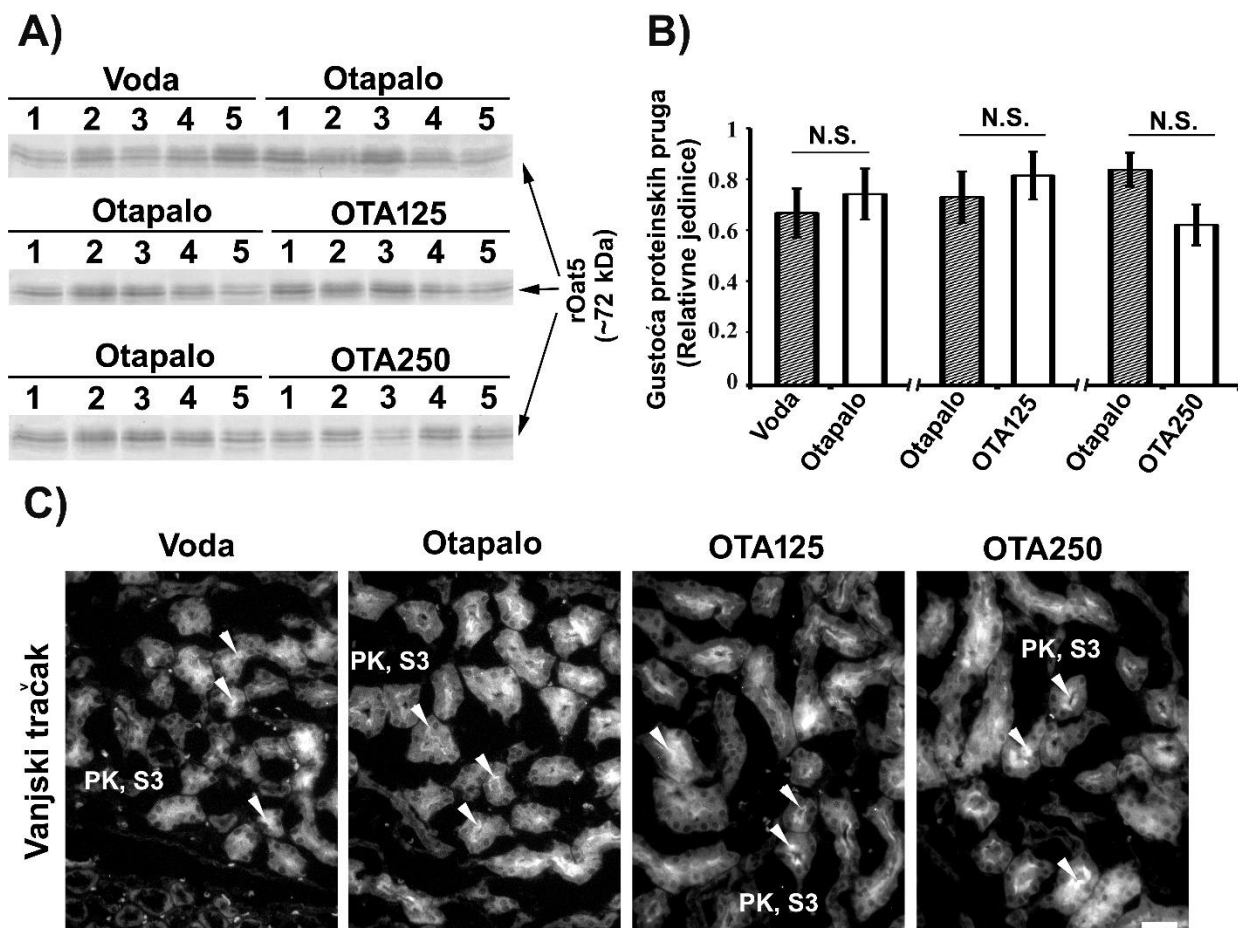 A)
Voda Otapalo
1 2 3 4 5 1 2 3 4 5
Otapalo OTA125
1 2 3 4 5 1 2 3 4 5
rOat5
(~72 kDa)
Otapalo OTA250
1 2 3 4 5 1 2 3 4 5
B)
Gustoća proteinskih pruga
(Relativne jedinice)
1
0.8
0.6
0.4
0.2
0
N.S. N.S. N.S.
Voda Otapalo Otapalo OTA125 Otapalo OTA250
C)
Voda Otapalo OTA125 OTA250
Vanjski tračak
PK, S3
PK, S3
PK, S3
PK, S3